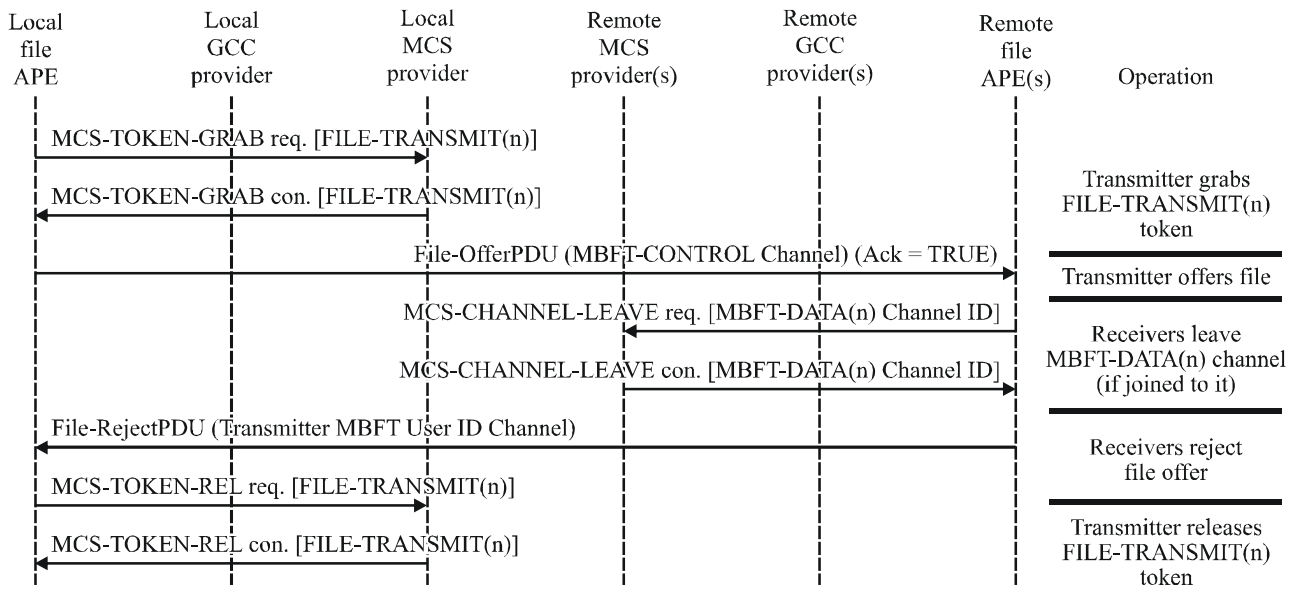 Local
file
APE
Local
GCC
provider
Local
MCS
provider
Remote
MCS
provider(s)
Remote
GCC
provider(s)
Remote
file
APE(s)
Operation
MCS-TOKEN-GRAB req. [FILE-TRANSMIT(n)]
MCS-TOKEN-GRAB con. [FILE-TRANSMIT(n)]
Transmitter grabs
FILE-TRANSMIT(n)
token
File-OfferPDU (MBFT-CONTROL Channel) (Ack = TRUE)
Transmitter offers file
MCS-CHANNEL-LEAVE req. [MBFT-DATA(n) Channel ID]
MCS-CHANNEL-LEAVE con. [MBFT-DATA(n) Channel ID]
Receivers leave
MBFT-DATA(n) channel
(if joined to it)
File-RejectPDU (Transmitter MBFT User ID Channel)
Receivers reject
file offer
MCS-TOKEN-REL req. [FILE-TRANSMIT(n)]
MCS-TOKEN-REL con. [FILE-TRANSMIT(n)]
Transmitter releases
FILE-TRANSMIT(n)
token